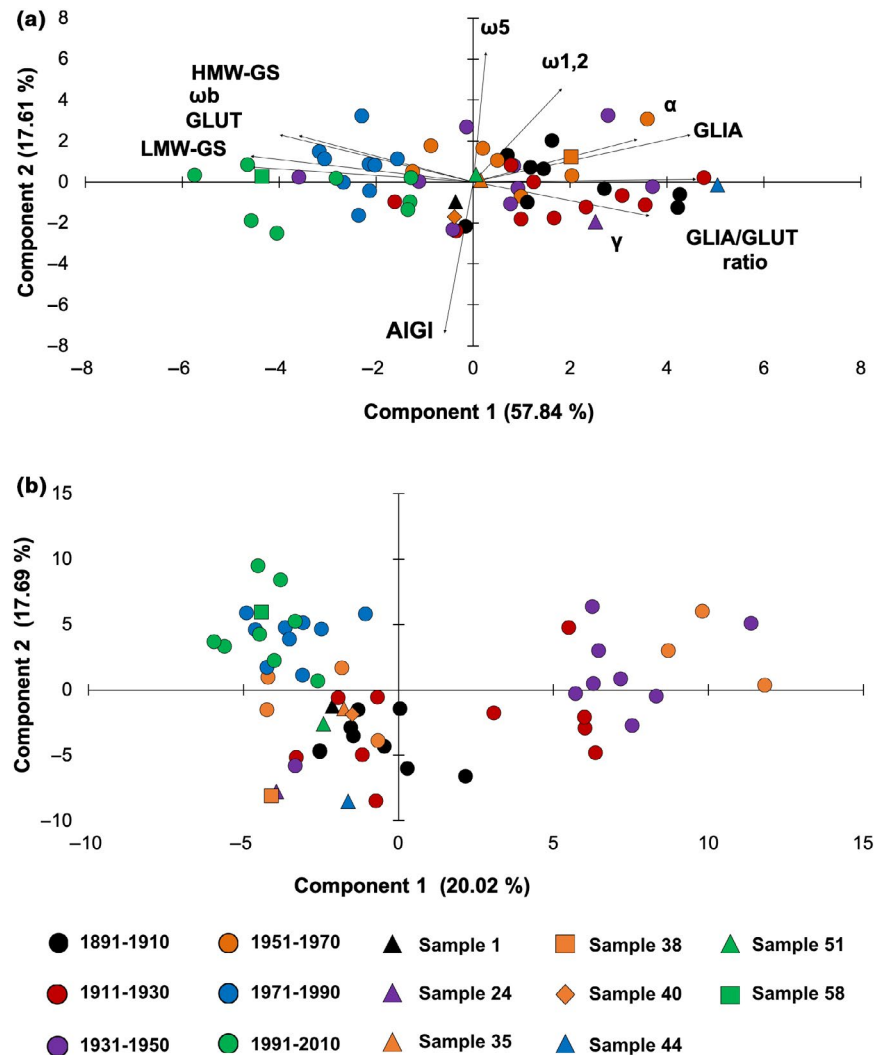 (a)
8
6
4
2
0
–2
–4
–6
–8
Component 2 (17.61 %)
ω5
ω1,2
HMW-GS
ωb
GLUT
LMW-GS
α
GLIA
γ
GLIA/GLUT
ratio
AlGl
–8
–6
–4
–2
0
2
4
6
8
Component 1 (57.84 %)
(b)
15
10
5
0
–5
–10
Component 2 (17.69 %)
–10
–5
0
5
10
15
Component 1 (20.02 %)
1891-1910
1951-1970
Sample 1
Sample 38
Sample 51
1911-1930
1971-1990
Sample 24
Sample 40
Sample 58
1931-1950
1991-2010
Sample 35
Sample 44